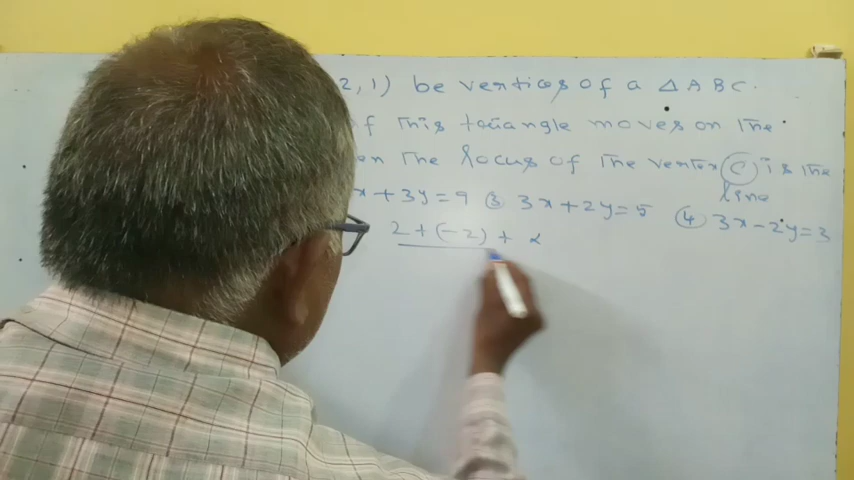 2, 1) be vertices of a △ABC.
f This triangle moves on the
en The locus of the vertex C is the line
x + 3y = 9 ③ 3x + 2y = 5 ④ 3x - 2y = 3
2 + (-2) + α